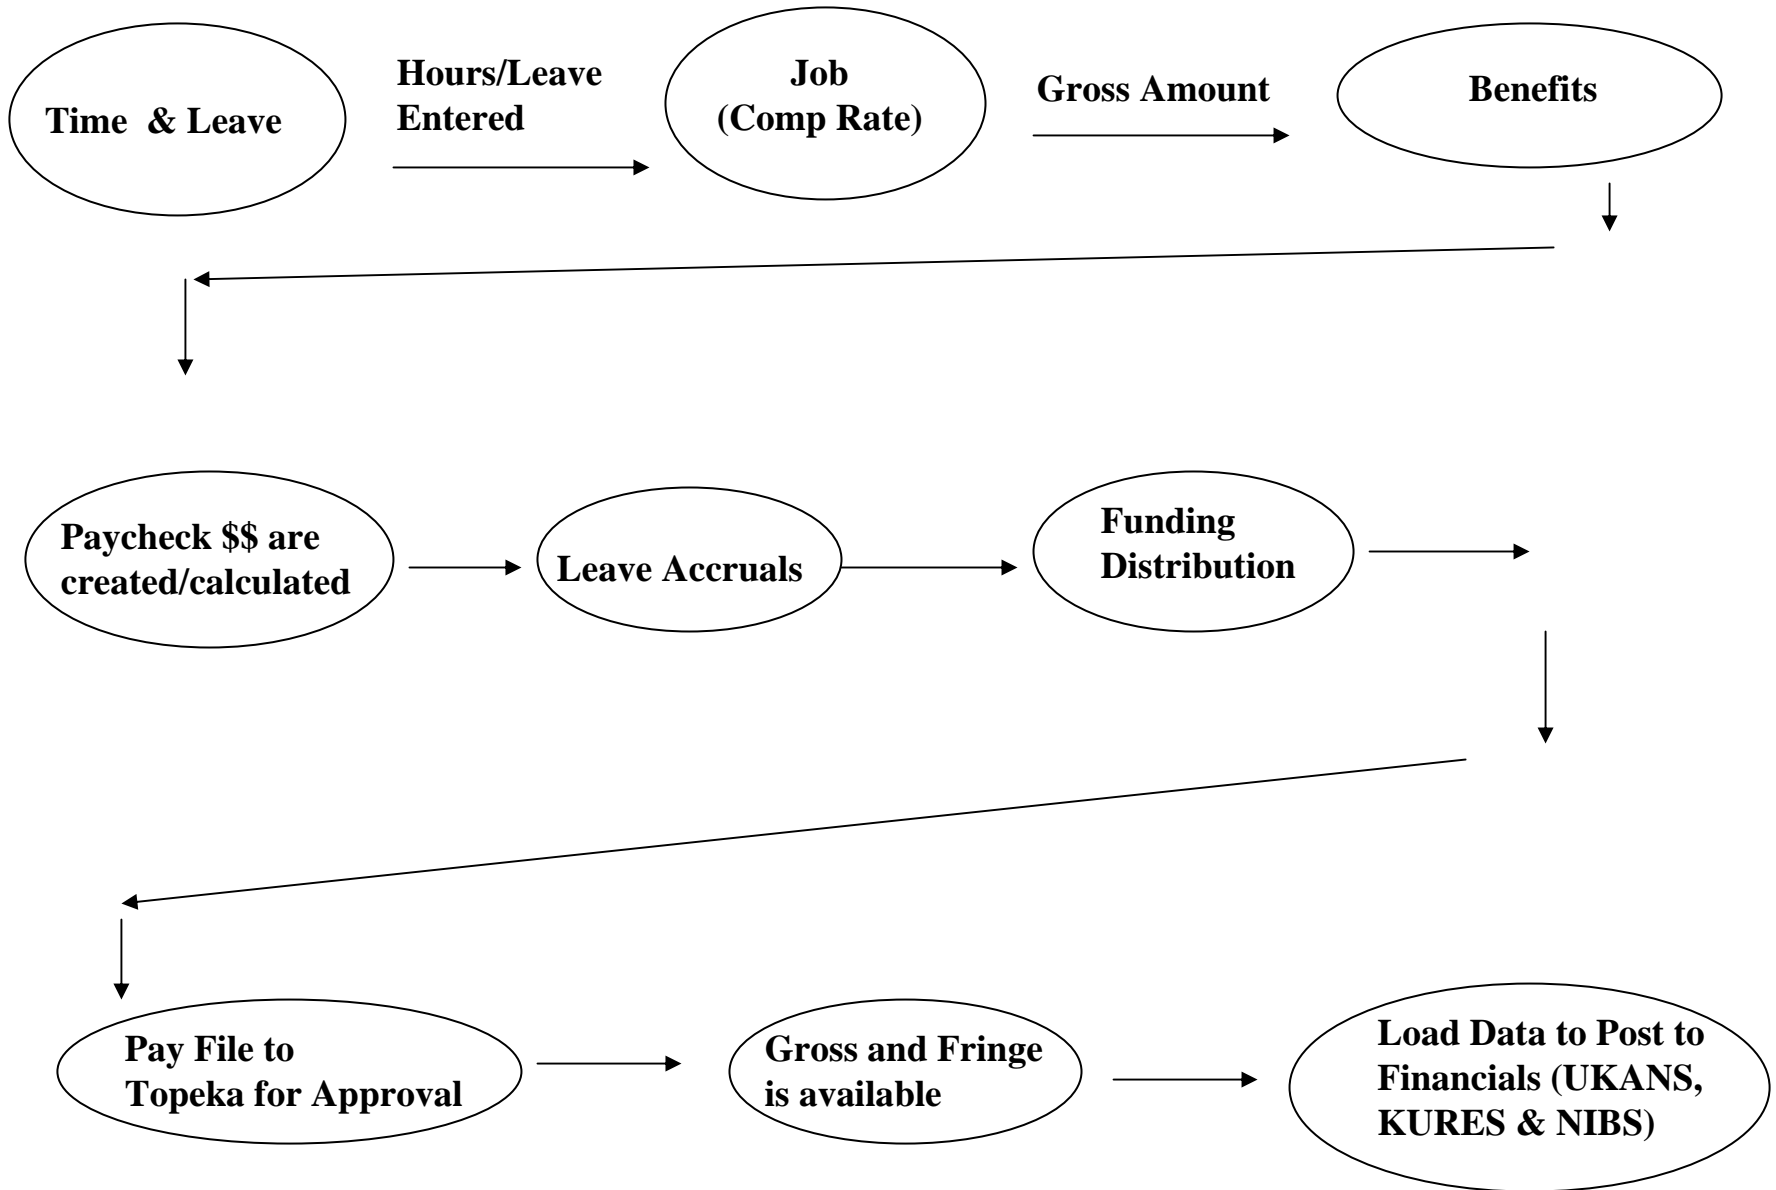 Time & Leave
Hours/Leave
Entered
Job
(Comp Rate)
Gross Amount
Benefits
Paycheck $$ are
created/calculated
Leave Accruals
Funding
Distribution
Pay File to
Topeka for Approval
Gross and Fringe
is available
Load Data to Post to
Financials (UKANS,
KURES & NIBS)